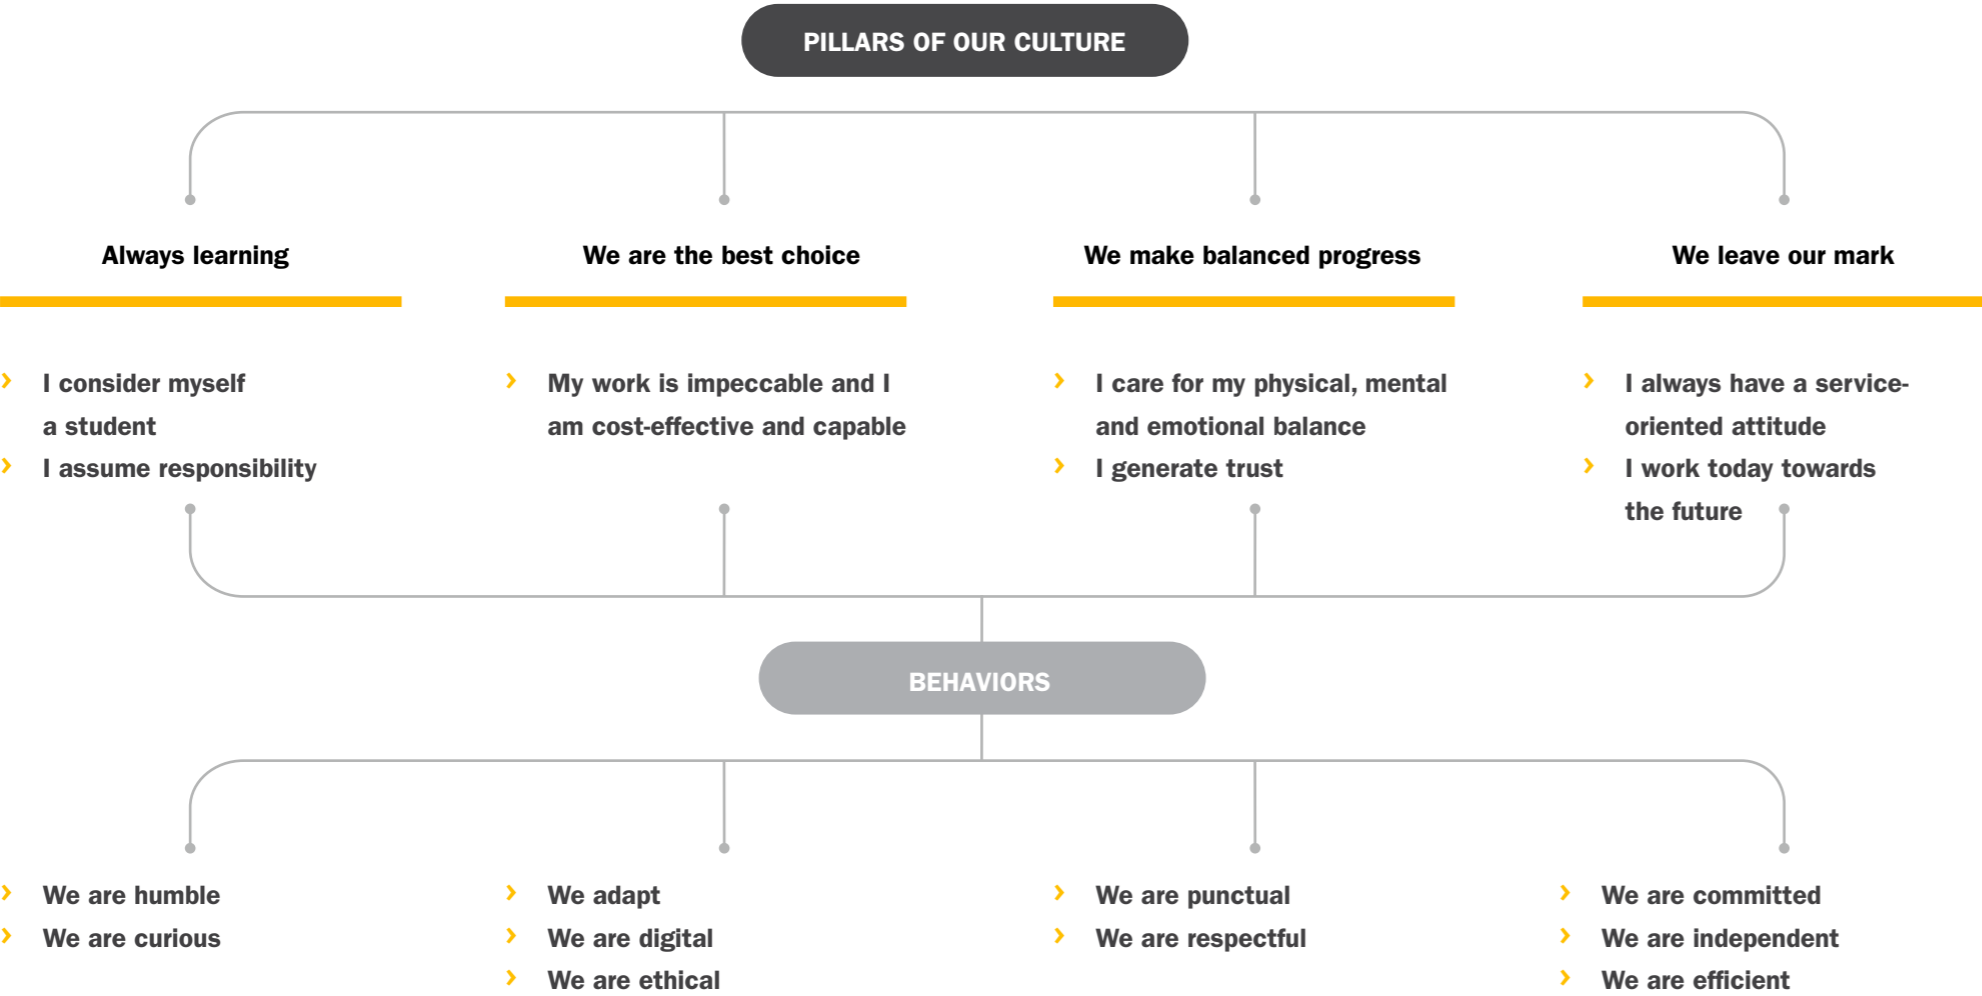 PILLARS OF OUR CULTURE
Always learning
I consider myself
a student
I assume responsibility
We are the best choice
My work is impeccable and I
am cost-effective and capable
We make balanced progress
I care for my physical, mental
and emotional balance
I generate trust
We leave our mark
I always have a service-
oriented attitude
I work today towards
the future
BEHAVIORS
We are humble
We are curious
We adapt
We are digital
We are ethical
We are punctual
We are respectful
We are committed
We are independent
We are efficient